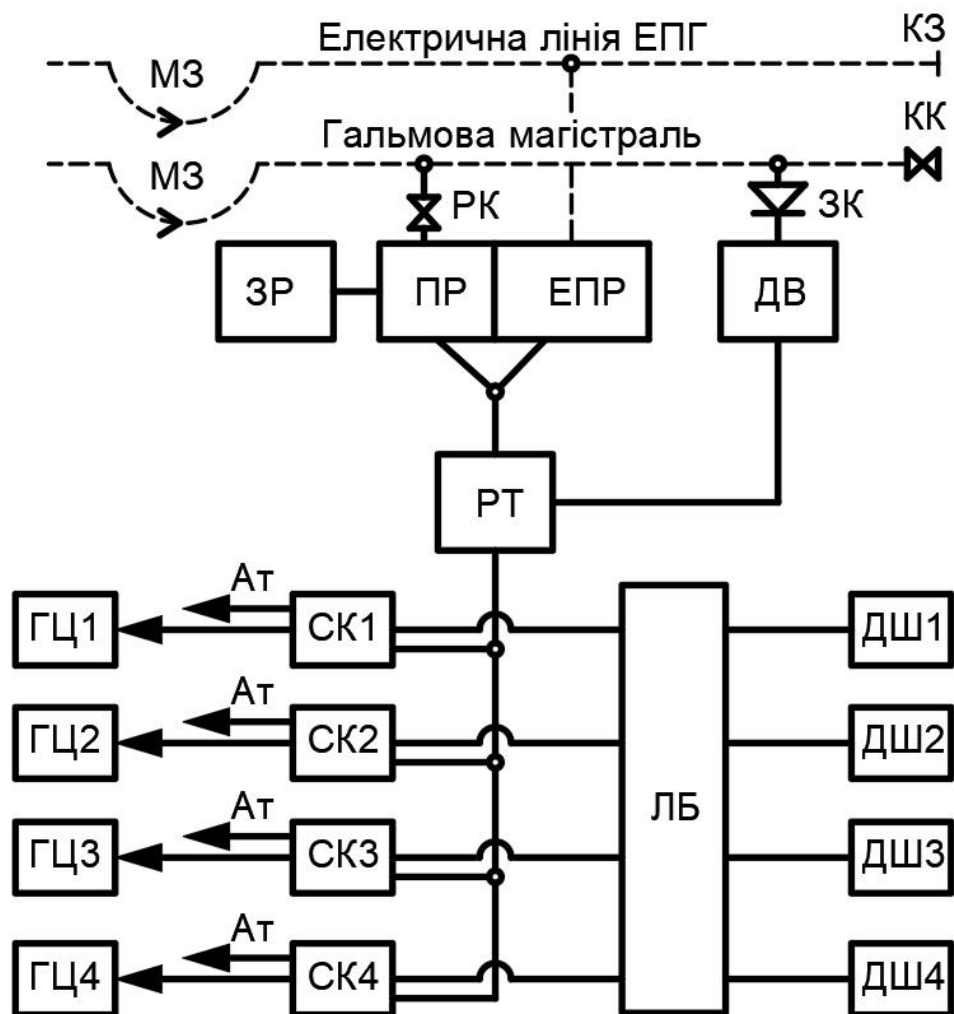 Електрична лінія ЕПГ
КЗ
МЗ
Гальмова магістраль
КК
МЗ
РК
ЗК
ЗР
ПР
ЕПР
ДВ
РТ
Ат
ГЦ1
СК1
ДШ1
Ат
ГЦ2
СК2
ДШ2
ЛБ
Ат
ГЦ3
СК3
ДШ3
Ат
ГЦ4
СК4
ДШ4